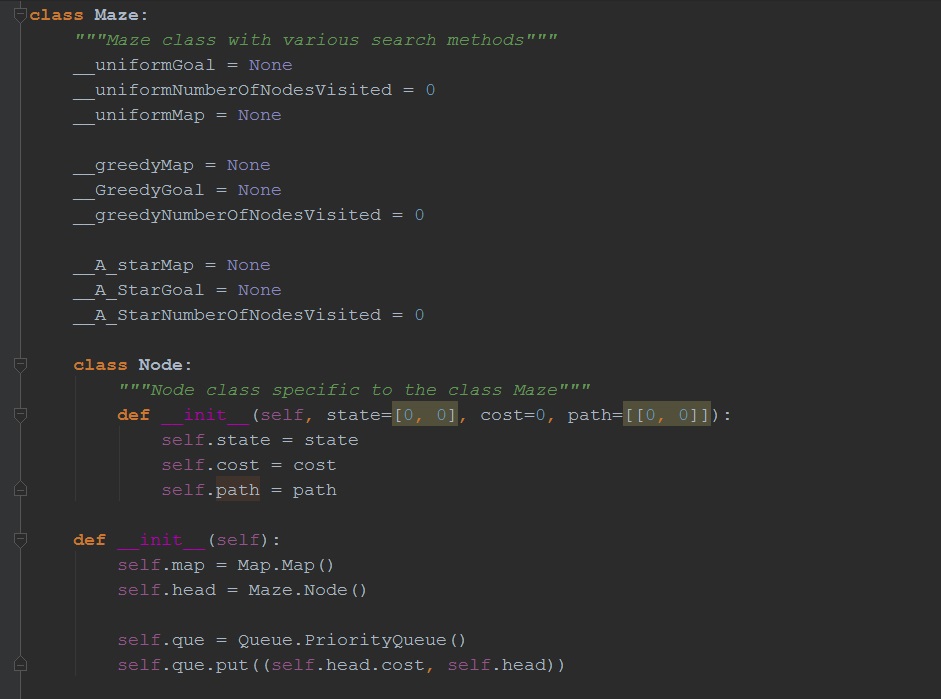 class Maze:
    """Maze class with various search methods"""
    __uniformGoal = None
    __uniformNumberOfNodesVisited = 0
    __uniformMap = None

    __greedyMap = None
    __GreedyGoal = None
    __greedyNumberOfNodesVisited = 0

    __A_starMap = None
    __A_StarGoal = None
    __A_StarNumberOfNodesVisited = 0

    class Node:
        """Node class specific to the class Maze"""
        def __init__(self, state=[0, 0], cost=0, path=[[0, 0]]):
            self.state = state
            self.cost = cost
            self.path = path

    def __init__(self):
        self.map = Map.Map()
        self.head = Maze.Node()

        self.que = Queue.PriorityQueue()
        self.que.put((self.head.cost, self.head))